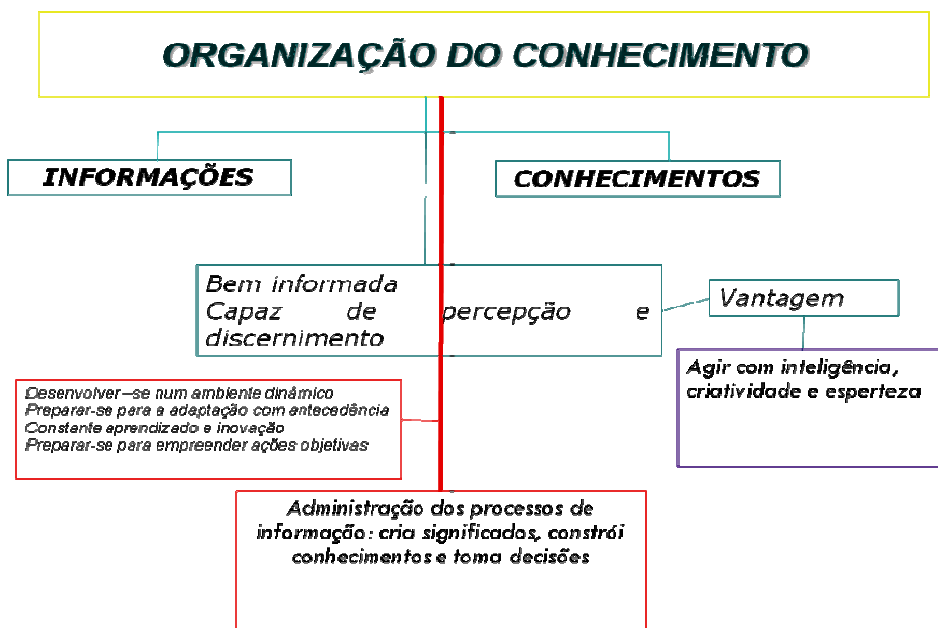 ORGANIZAÇÃO DO CONHECIMENTO
INFORMAÇÕES
CONHECIMENTOS
Bem informada
Capaz de percepção e
discernimento
Vantagem
Agir com inteligência,
criatividade e esperteza
Desenvolver–se num ambiente dinâmico
Preparar-se para a adaptação com antecedência
Constante aprendizado e inovação
Preparar-se para empreender ações objetivas
Administração dos processos de
informação: cria significados, constrói
conhecimentos e toma decisões